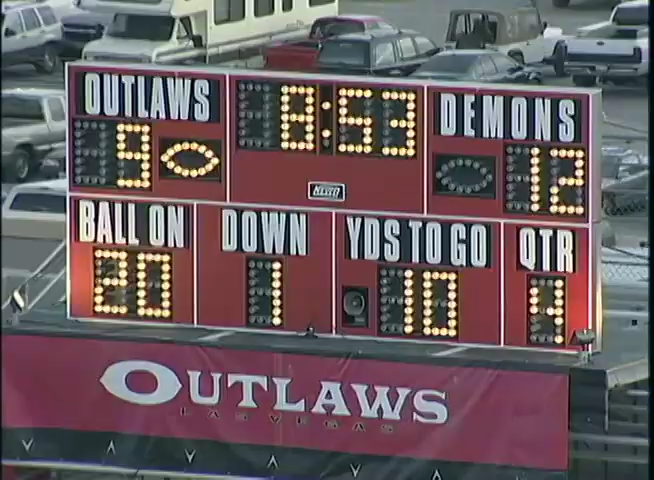 OUTLAWS 8:53 DEMONS
9 12
BALL ON DOWN YDS TO GO QTR
20 1 10 4
OUTLAWS
LAS VEGAS